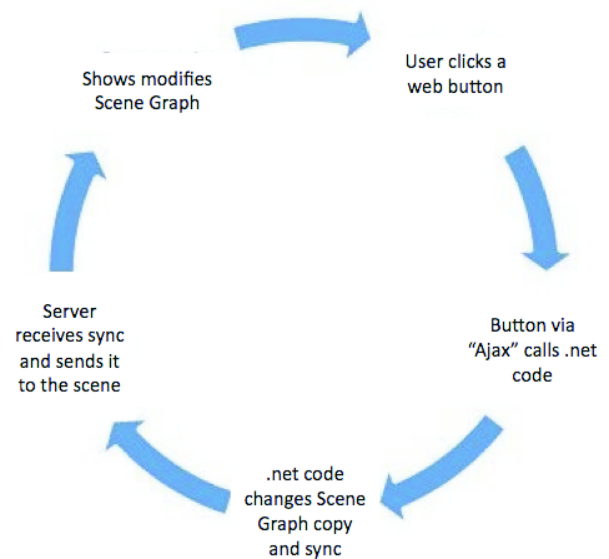 User clicks a
web button
Button via
“Ajax” calls .net
code
.net code
changes Scene
Graph copy
and sync
Server
receives sync
and sends it
to the scene
Shows modifies
Scene Graph